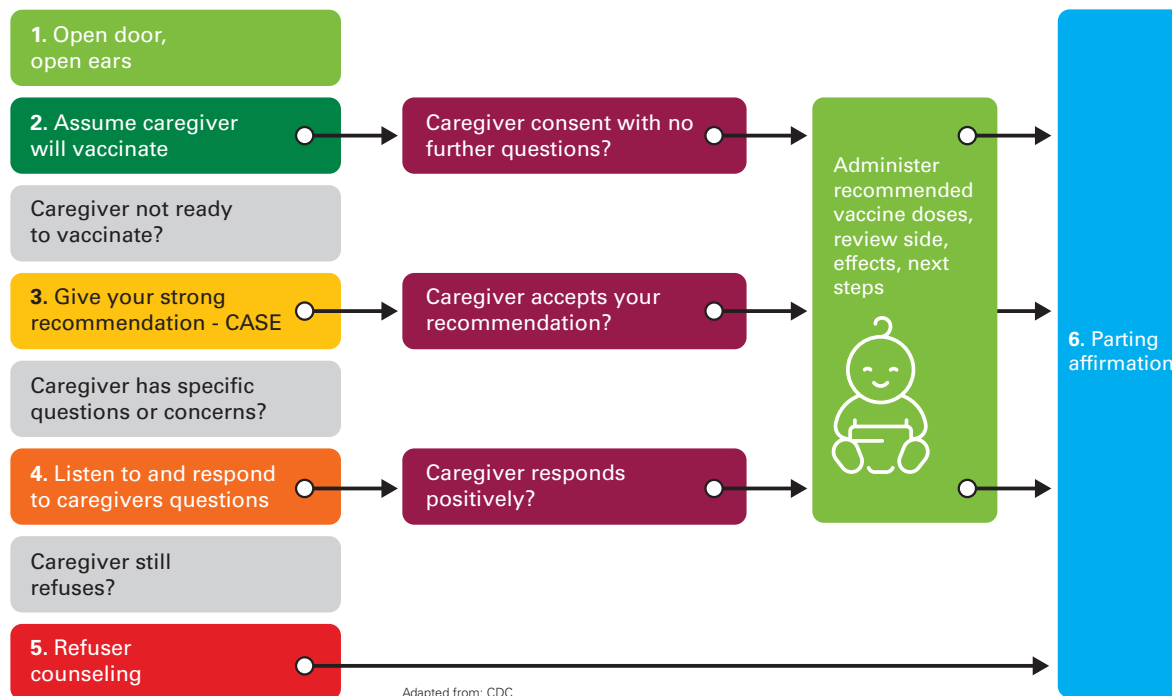 1. Open door,
open ears
2. Assume caregiver
will vaccinate
Caregiver consent with no
further questions?
Caregiver not ready
to vaccinate?
3. Give your strong
recommendation - CASE
Caregiver accepts your
recommendation?
Caregiver has specific
questions or concerns?
4. Listen to and respond
to caregivers questions
Caregiver responds
positively?
Caregiver still
refuses?
5. Refuser
counseling
Administer
recommended
vaccine doses,
review side,
effects, next
steps
6. Parting
affirmation
Adapted from: CDC